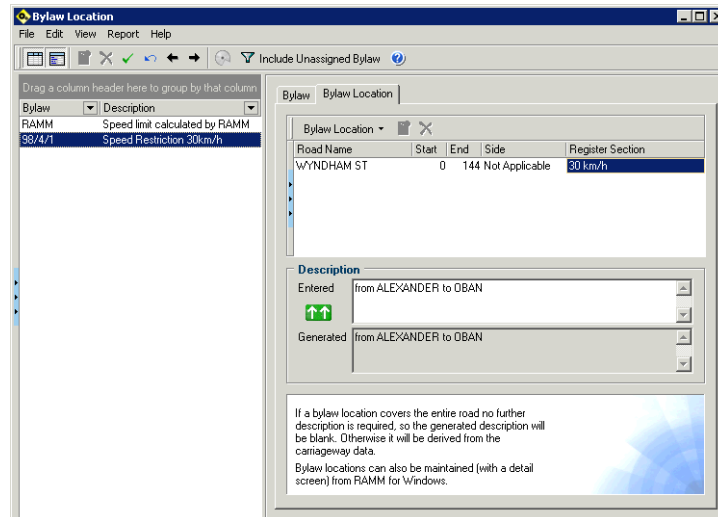 Bylaw Location
File Edit View Report Help
Include Unassigned Bylaw
Drag a column header here to group by that column
Bylaw Description
RAMM Speed limit calculated by RAMM
98/4/1 Speed Restriction 30km/h
Bylaw Bylaw Location
Bylaw Location
Road Name Start End Side Register Section
WYNDHAM ST 0 144 Not Applicable 30 km/h
Description
Entered from ALEXANDER to OBAN
Generated from ALEXANDER to OBAN
If a bylaw location covers the entire road no further
description is required, so the generated description will
be blank. Otherwise it will be derived from the
carriageway data.
Bylaw locations can also be maintained (with a detail
screen) from RAMM for Windows.